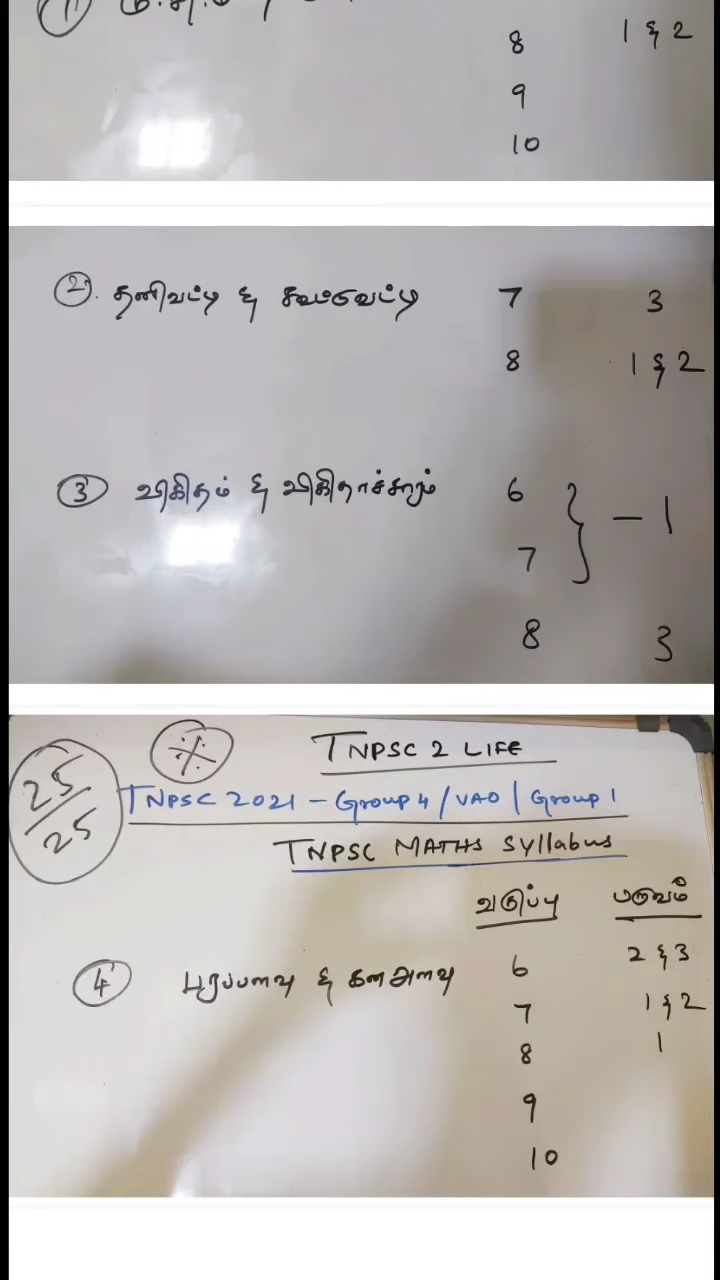 ① மீ.சி.ம
8 1 & 2
9
10
② தனிவட்டி & கூட்டுவட்டி 7 3
8 1 & 2
③ விகிதம் & விகிதாச்சாரம் 6
7 } — 1
8 3
TNPSC 2 LIFE
25/25
TNPSC 2021 - Group 4 / VAO | Group 1
TNPSC MATHS Syllabus
வகுப்பு பருவம்
④ பரப்பளவு & கனஅளவு 6 2 & 3
7 1 & 2
8 1
9
10